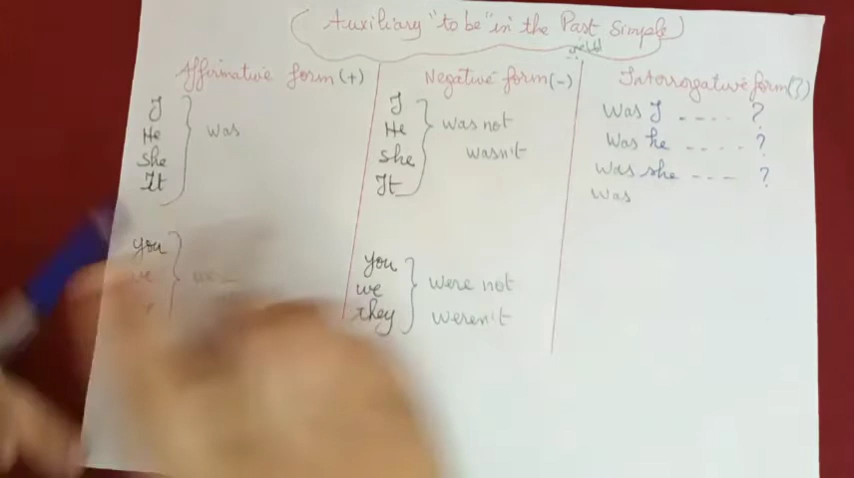 Auxiliary "to be" in the Past Simple
Affirmative form (+)
I
He
she
It
was
you
we
Negative form (-)
I
He
she
It
was not
wasn't
you
we
they
were not
weren't
Interrogative form (?)
Was I .... ?
Was he .... ?
Was she ... ?
Was